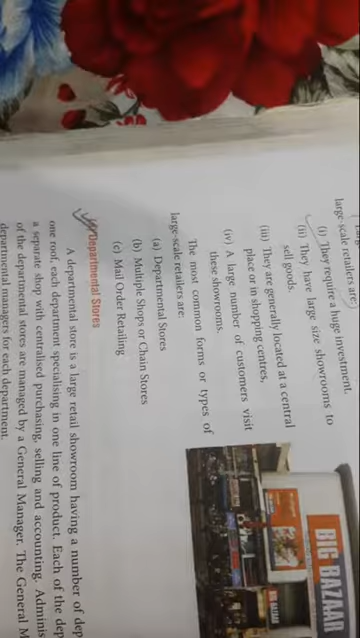 large-scale retailers are:
(i) They require a huge investment.
(ii) They have large size showrooms to
sell goods.
(iii) They are generally located at a central
place or in shopping centres,
(iv) A large number of customers visit
these showrooms.
The most common forms or types of
large-scale retailers are:
(a) Departmental Stores
(b) Multiple Shops or Chain Stores
(c) Mail Order Retailing
BIG BAZAAR
BIG BAZAAR
Departmental Stores
A departmental store is a large retail showroom having a number of dep
one roof, each department specialising in one line of product. Each of the dep
a separate shop with centralised purchasing, selling and accounting. Adminis
of the departmental stores are managed by a General Manager. The General M
departmental managers for each department.